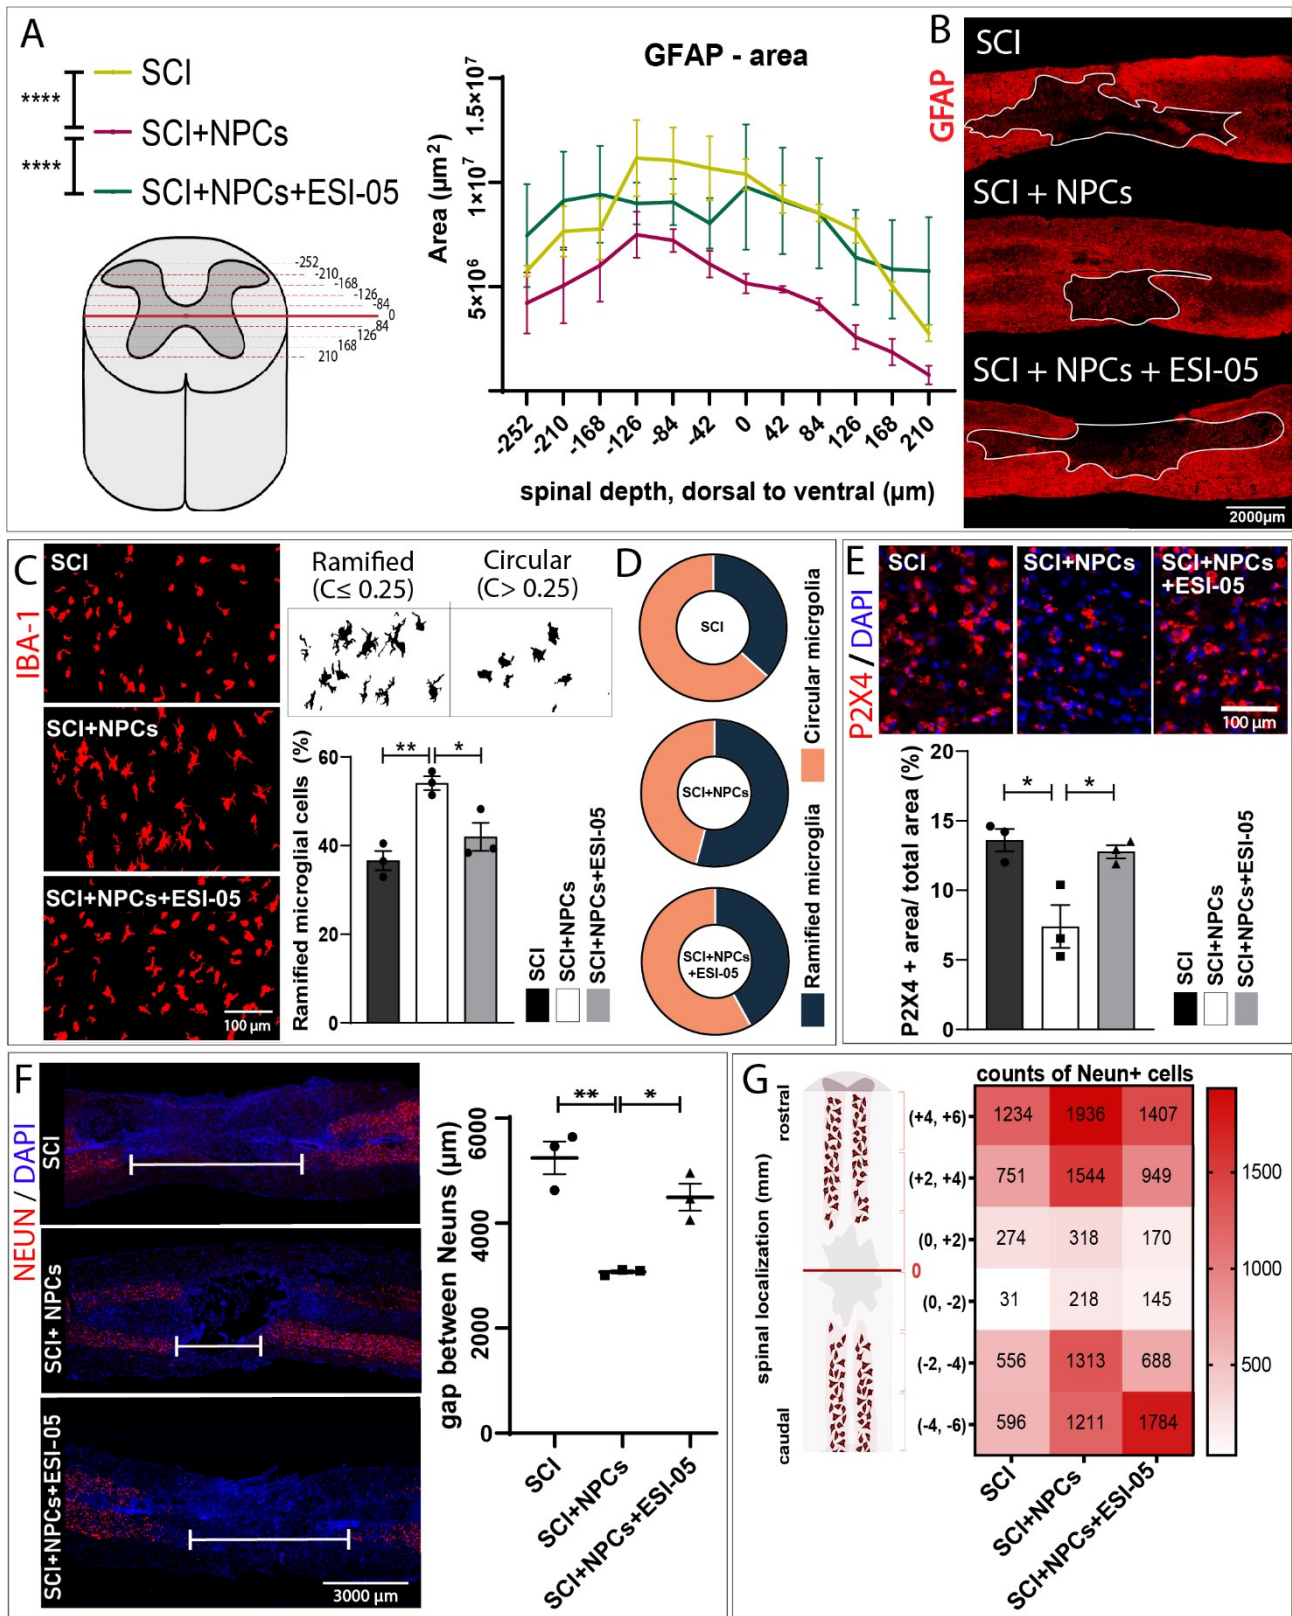 A
SCI
****
SCI+NPCs
****
SCI+NPCs+ESI-05
-252
-210
-168
-126
-84
0
84
126
168
210
GFAP - area
Area (µm²)
1.5×10⁷
1×10⁷
5×10⁶
-252
-210
-168
-126
-84
-42
0
42
84
126
168
210
spinal depth, dorsal to ventral (µm)
B
GFAP
SCI
SCI + NPCs
SCI + NPCs + ESI-05
2000µm
C
IBA-1
SCI
SCI+NPCs
SCI+NPCs+ESI-05
100 µm
Ramified
(C≤ 0.25)
Circular
(C> 0.25)
Ramified microglial cells (%)
60
40
20
0
**
*
SCI
SCI+NPCs
SCI+NPCs+ESI-05
D
SCI
SCI+NPCs
SCI+NPCs
+ESI-05
Circular micrgolia
Ramified microglia
E
P2X4 / DAPI
SCI
SCI+NPCs
SCI+NPCs
+ESI-05
100 µm
P2X4 + area/ total area (%)
20
15
10
5
0
*
*
SCI
SCI+NPCs
SCI+NPCs+ESI-05
F
NEUN / DAPI
SCI
SCI+ NPCs
SCI+NPCs+ESI-05
3000 µm
gap between Neuns (µm)
6000
4000
2000
0
**
*
SCI
SCI+NPCs
SCI+NPCs+ESI-05
G
spinal localization (mm)
rostral
caudal
0
counts of Neun+ cells
(+4, +6) 1234 1936 1407
(+2, +4) 751 1544 949
(0, +2) 274 318 170
(0, -2) 31 218 145
(-2, -4) 556 1313 688
(-4, -6) 596 1211 1784
SCI
SCI+NPCs
SCI+NPCs+ESI-05
1500
1000
500